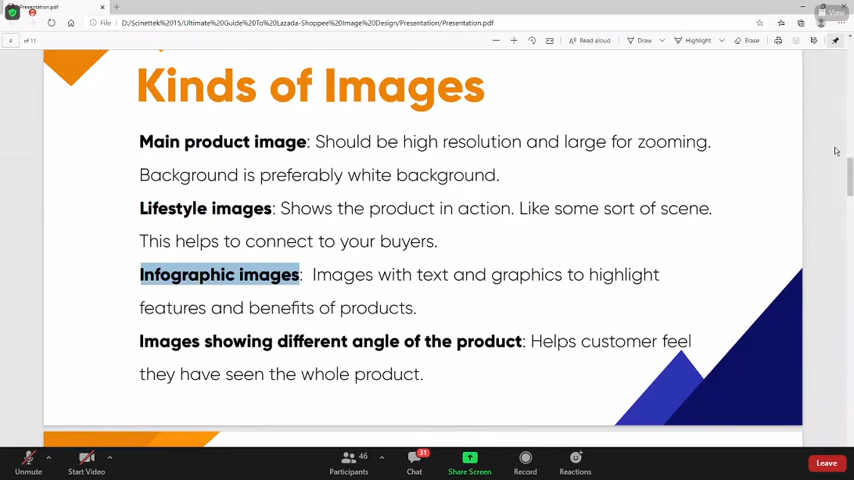 Presentation.pdf
File
D:/Scinettek%2015/Ultimate%20Guide%20To%20Lazada-Shoppee%20Image%20Design/Presentation/Presentation.pdf
View
4 of 11
Read aloud
Draw
Highlight
Erase
Kinds of Images
Main product image: Should be high resolution and large for zooming.
Background is preferably white background.
Lifestyle images: Shows the product in action. Like some sort of scene.
This helps to connect to your buyers.
Infographic images: Images with text and graphics to highlight
features and benefits of products.
Images showing different angle of the product: Helps customer feel
they have seen the whole product.
46
31
Unmute
Start Video
Participants
Chat
Share Screen
Record
Reactions
Leave